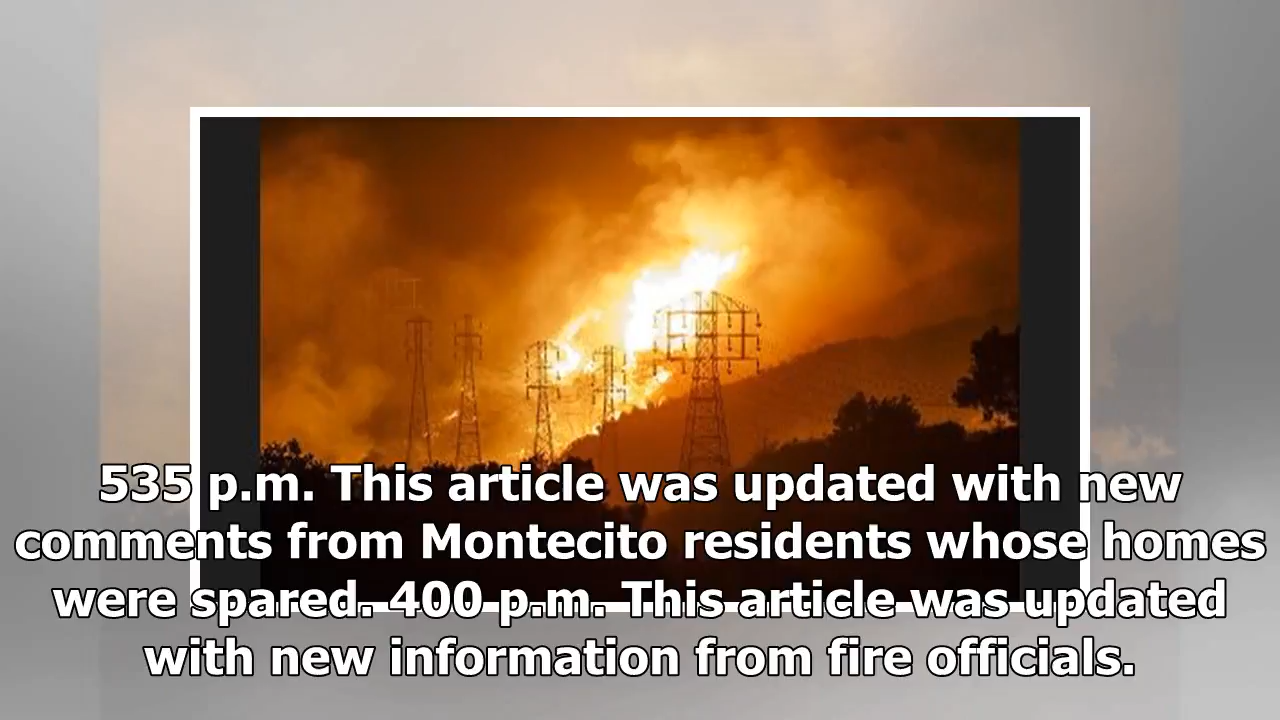 535 p.m. This article was updated with new
comments from Montecito residents whose homes
were spared. 400 p.m. This article was updated
with new information from fire officials.